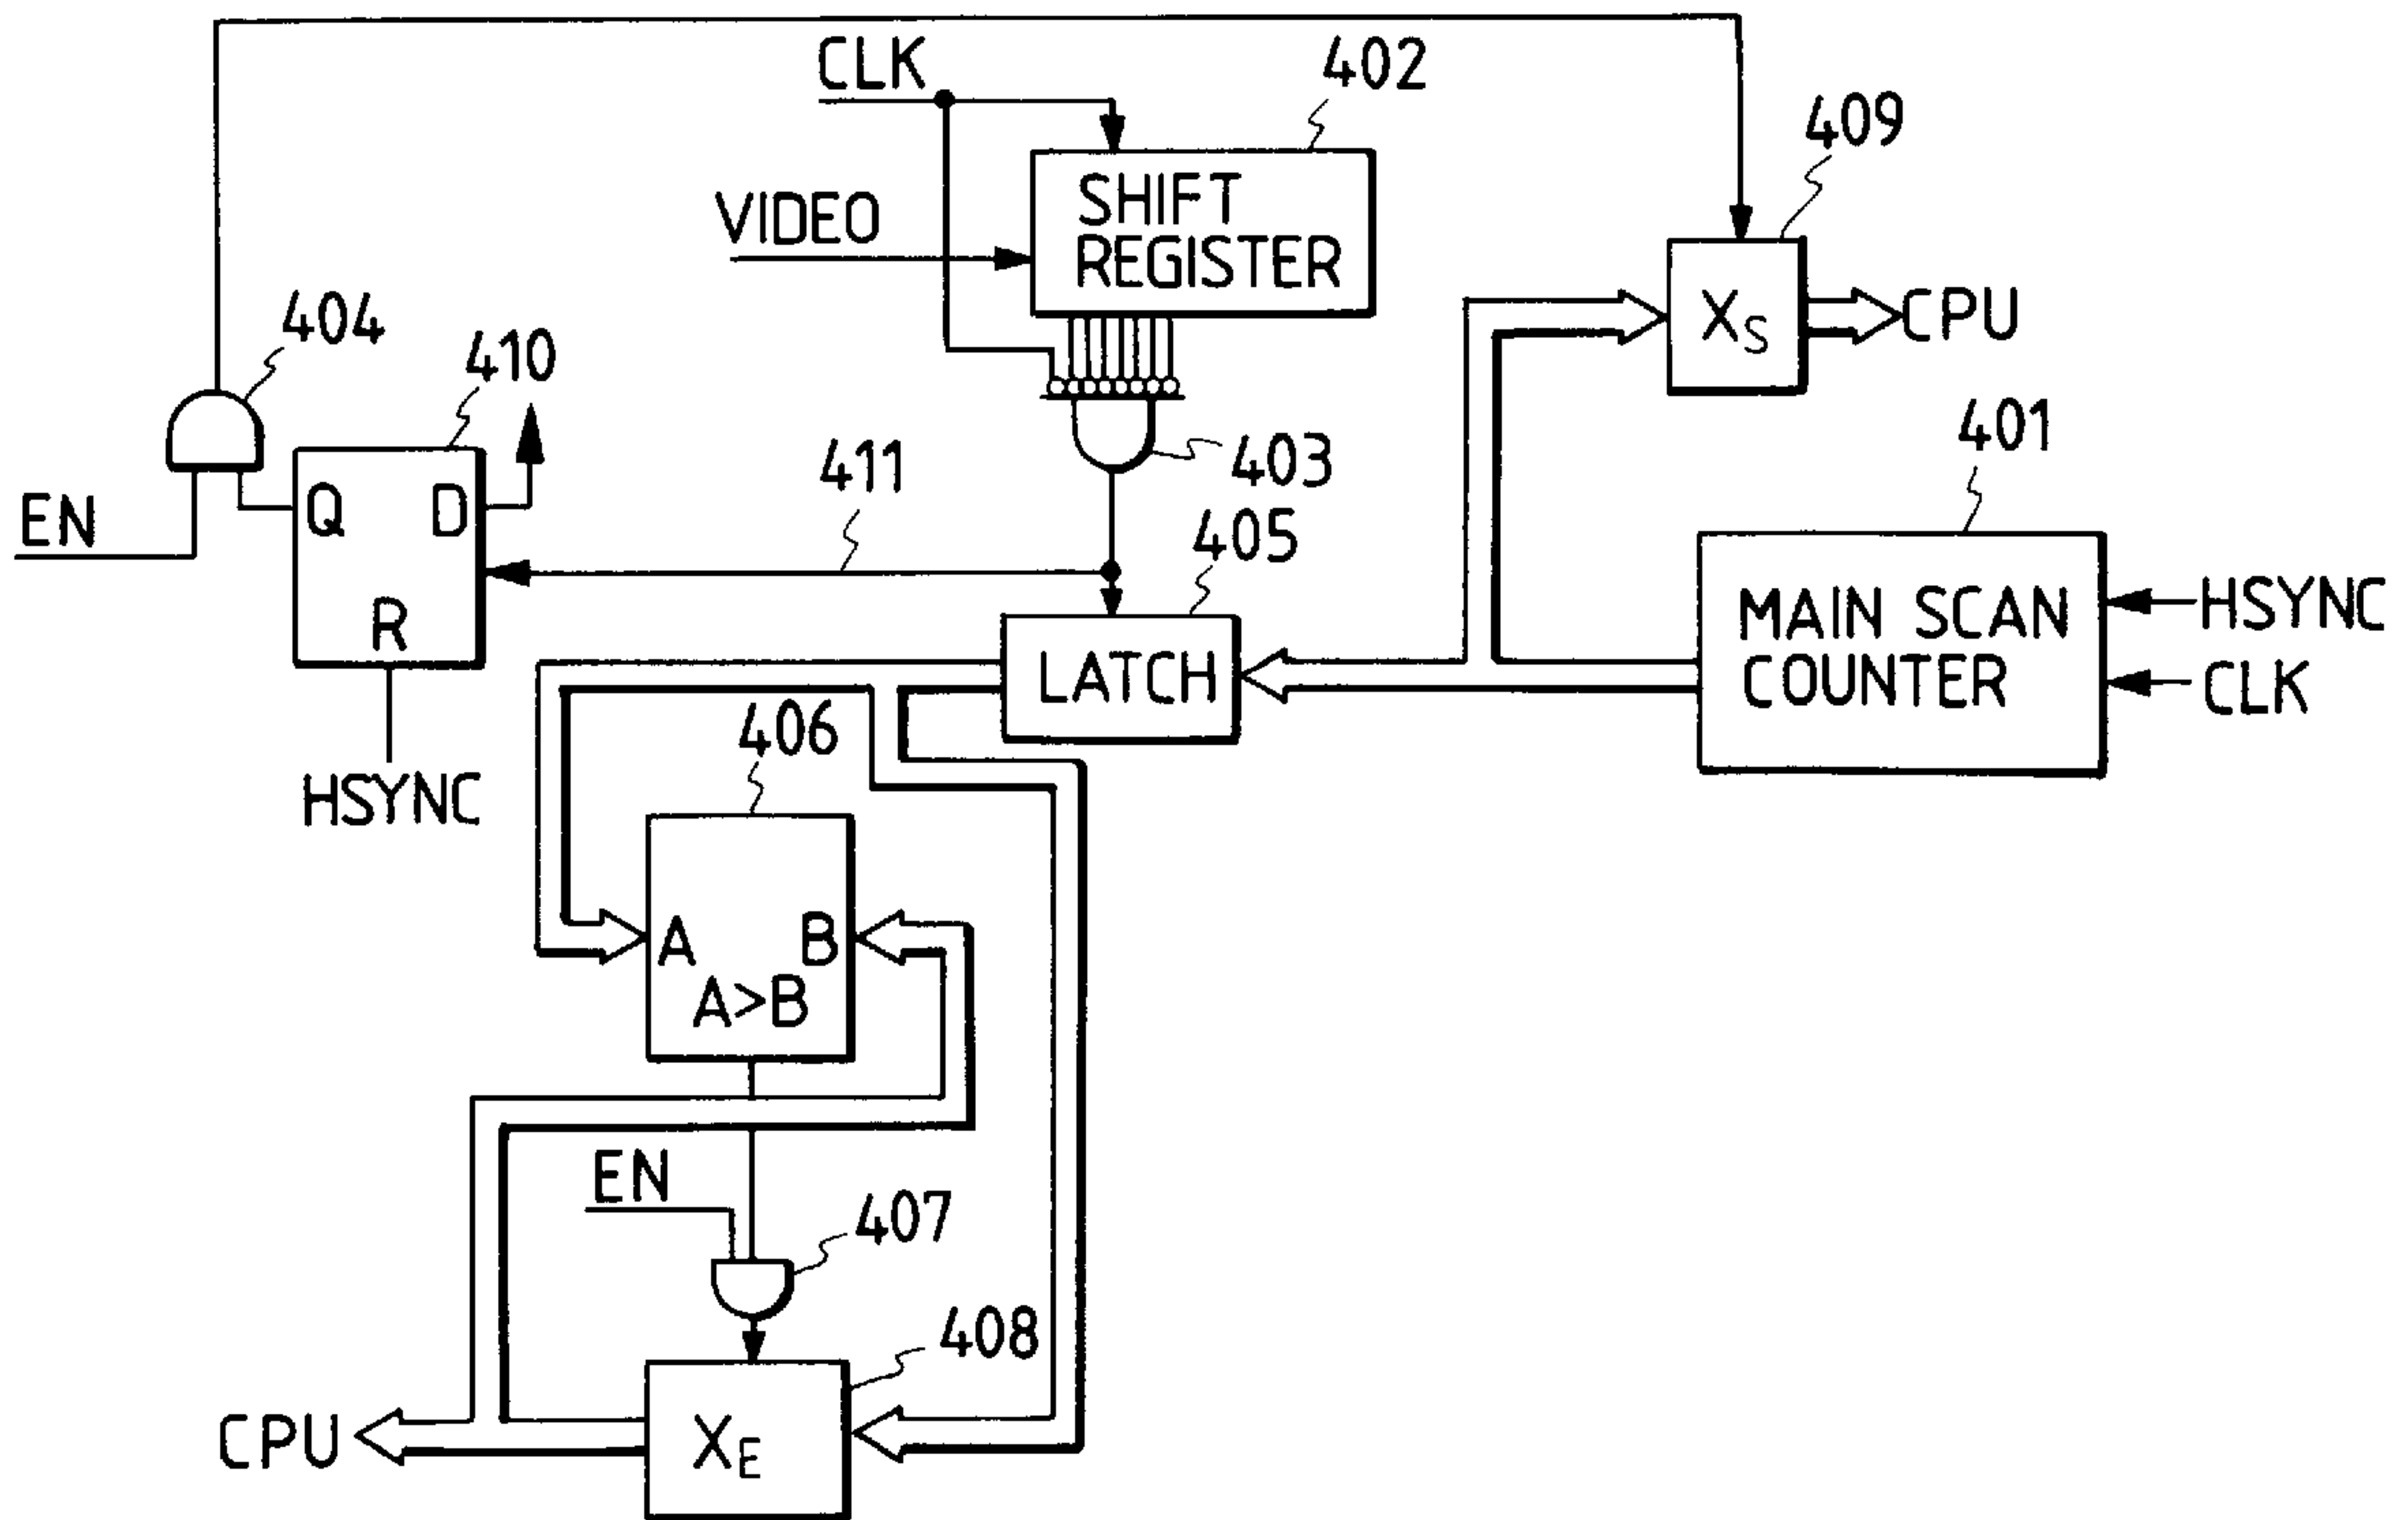 CLK
402
409
VIDEO
SHIFT
REGISTER
404
410
XS
CPU
401
411
403
EN
Q
D
405
R
MAIN SCAN
COUNTER
HSYNC
CLK
LATCH
406
HSYNC
A
B
A>B
EN
407
408
CPU
XE